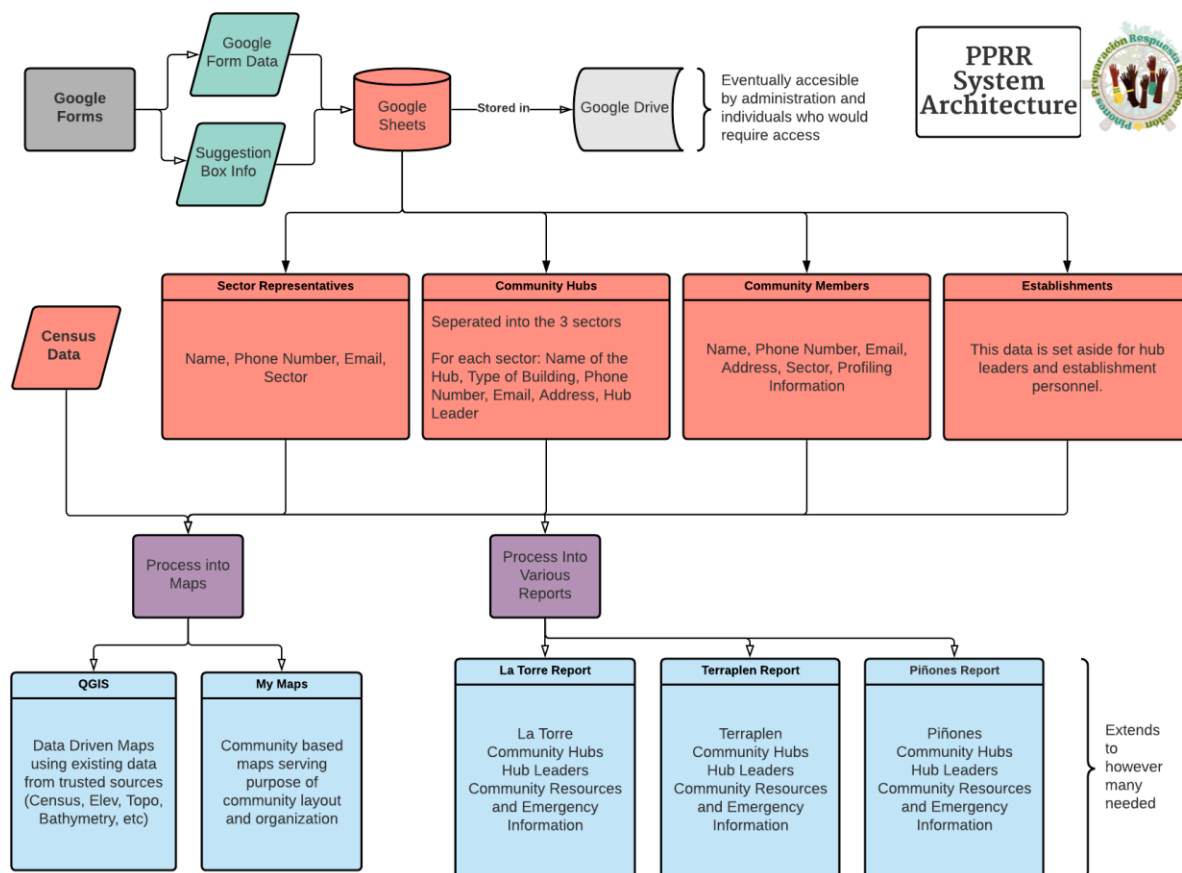 Google
Forms
Google
Form Data
Suggestion
Box Info
Google
Sheets
Stored in
Google Drive
Eventually accesible
by administration and
individuals who would
require access
PPRR
System
Architecture
Piñones Preparación Respuesta Recuperación
Census
Data
Sector Representatives
Name, Phone Number, Email,
Sector
Community Hubs
Seperated into the 3 sectors
For each sector: Name of the
Hub, Type of Building, Phone
Number, Email, Address, Hub
Leader
Community Members
Name, Phone Number, Email,
Address, Sector, Profiling
Information
Establishments
This data is set aside for hub
leaders and establishment
personnel.
Process into
Maps
Process Into
Various
Reports
QGIS
Data Driven Maps
using existing data
from trusted sources
(Census, Elev, Topo,
Bathymetry, etc)
My Maps
Community based
maps serving
purpose of
community layout
and organization
La Torre Report
La Torre
Community Hubs
Hub Leaders
Community Resources
and Emergency
Information
Terraplen Report
Terraplen
Community Hubs
Hub Leaders
Community Resources
and Emergency
Information
Piñones Report
Piñones
Community Hubs
Hub Leaders
Community Resources
and Emergency
Information
Extends
to
however
many
needed